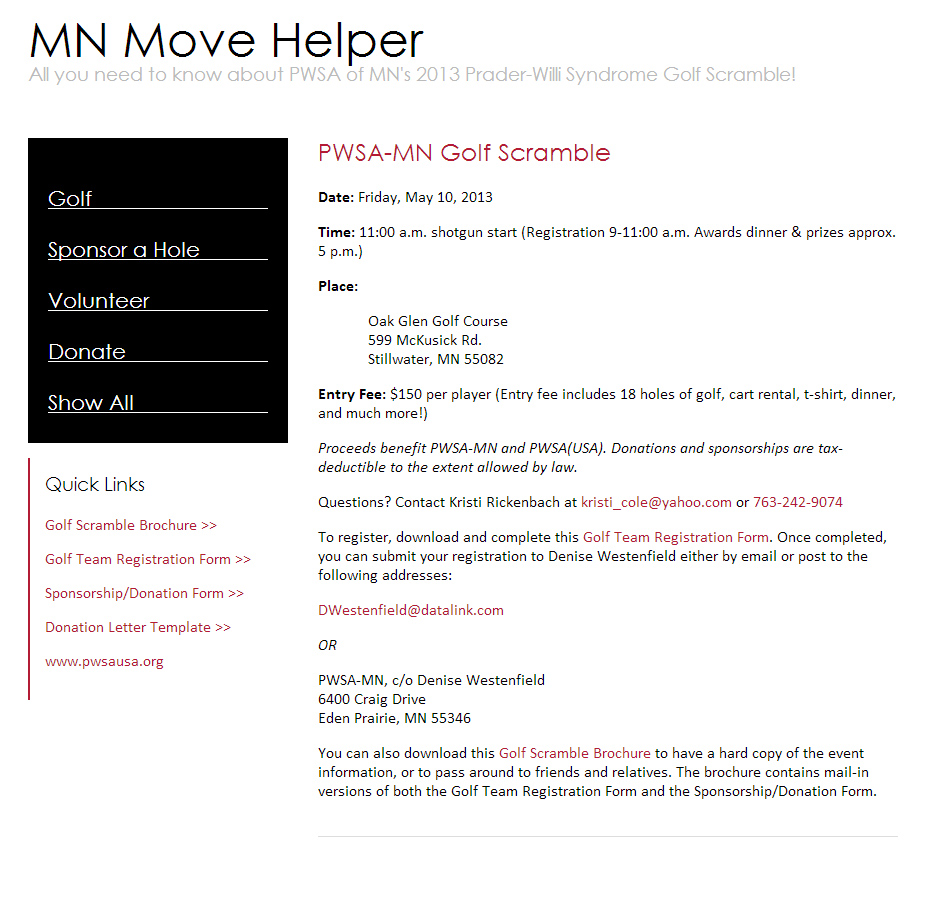 MN Move Helper
All you need to know about PWSA of MN's 2013 Prader-Willi Syndrome Golf Scramble!
Golf
Sponsor a Hole
Volunteer
Donate
Show All
Quick Links
Golf Scramble Brochure >>
Golf Team Registration Form >>
Sponsorship/Donation Form >>
Donation Letter Template >>
www.pwsausa.org
PWSA-MN Golf Scramble
Date: Friday, May 10, 2013
Time: 11:00 a.m. shotgun start (Registration 9-11:00 a.m. Awards dinner & prizes approx.
5 p.m.)
Place:
Oak Glen Golf Course
599 McKusick Rd.
Stillwater, MN 55082
Entry Fee: $150 per player (Entry fee includes 18 holes of golf, cart rental, t-shirt, dinner,
and much more!)
Proceeds benefit PWSA-MN and PWSA(USA). Donations and sponsorships are tax-
deductible to the extent allowed by law.
Questions? Contact Kristi Rickenbach at kristi_cole@yahoo.com or 763-242-9074
To register, download and complete this Golf Team Registration Form. Once completed,
you can submit your registration to Denise Westenfield either by email or post to the
following addresses:
DWestenfield@datalink.com
OR
PWSA-MN, c/o Denise Westenfield
6400 Craig Drive
Eden Prairie, MN 55346
You can also download this Golf Scramble Brochure to have a hard copy of the event
information, or to pass around to friends and relatives. The brochure contains mail-in
versions of both the Golf Team Registration Form and the Sponsorship/Donation Form.